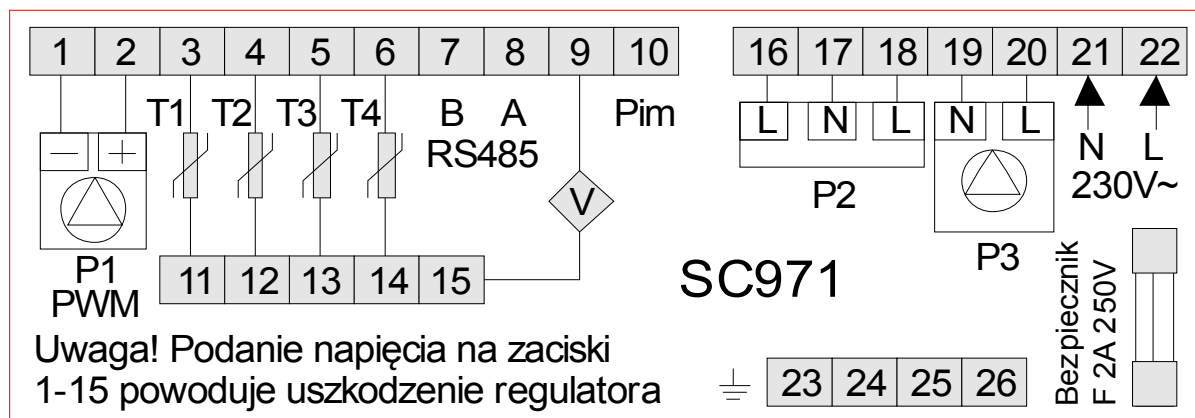 1 2 3 4 5 6 7 8 9 10
16 17 18 19 20 21 22
T1 T2 T3 T4 B A Pim
RS485
L N L N L
N L
230V~
− +
V
P2
P3
P1
PWM
11 12 13 14 15
SC971
Uwaga! Podanie napięcia na zaciski
1-15 powoduje uszkodzenie regulatora
23 24 25 26
Bezpiecznik
F 2A 250V